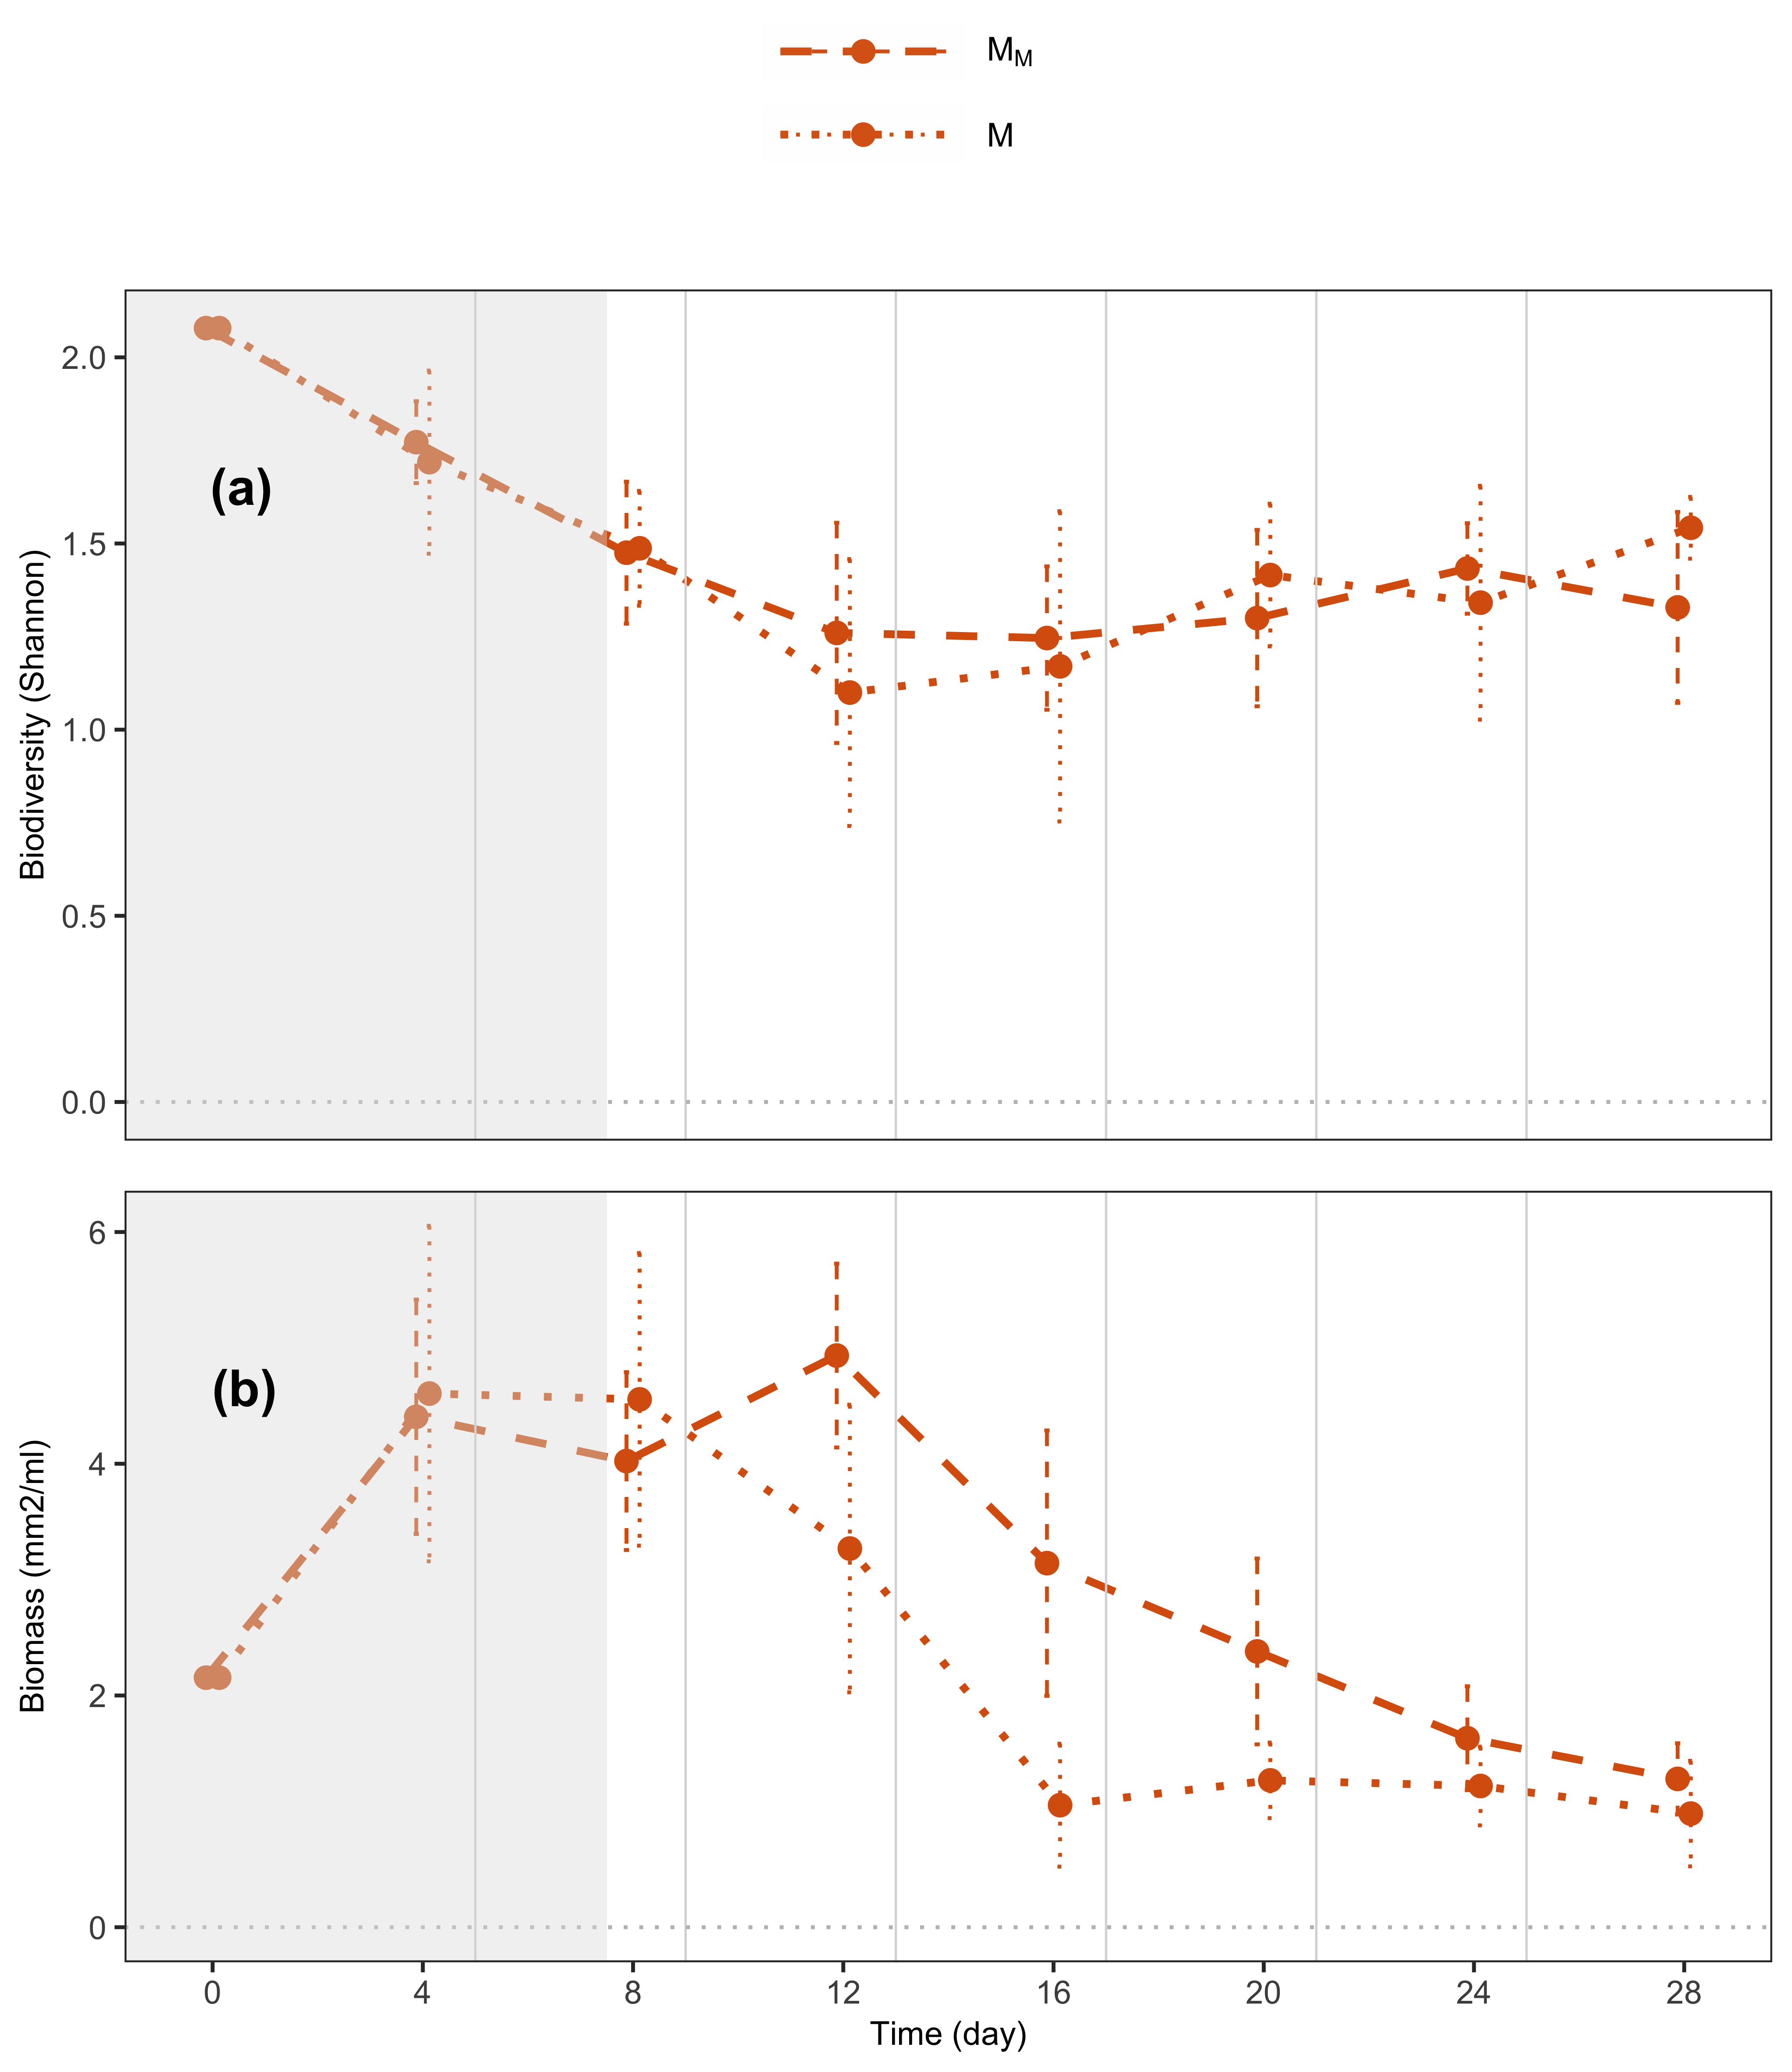 M_M
M
2.0
(a)
1.5
1.0
0.5
0.0
Biodiversity (Shannon)
6
(b)
4
2
0
Biomass (mm2/ml)
0 4 8 12 16 20 24 28
Time (day)